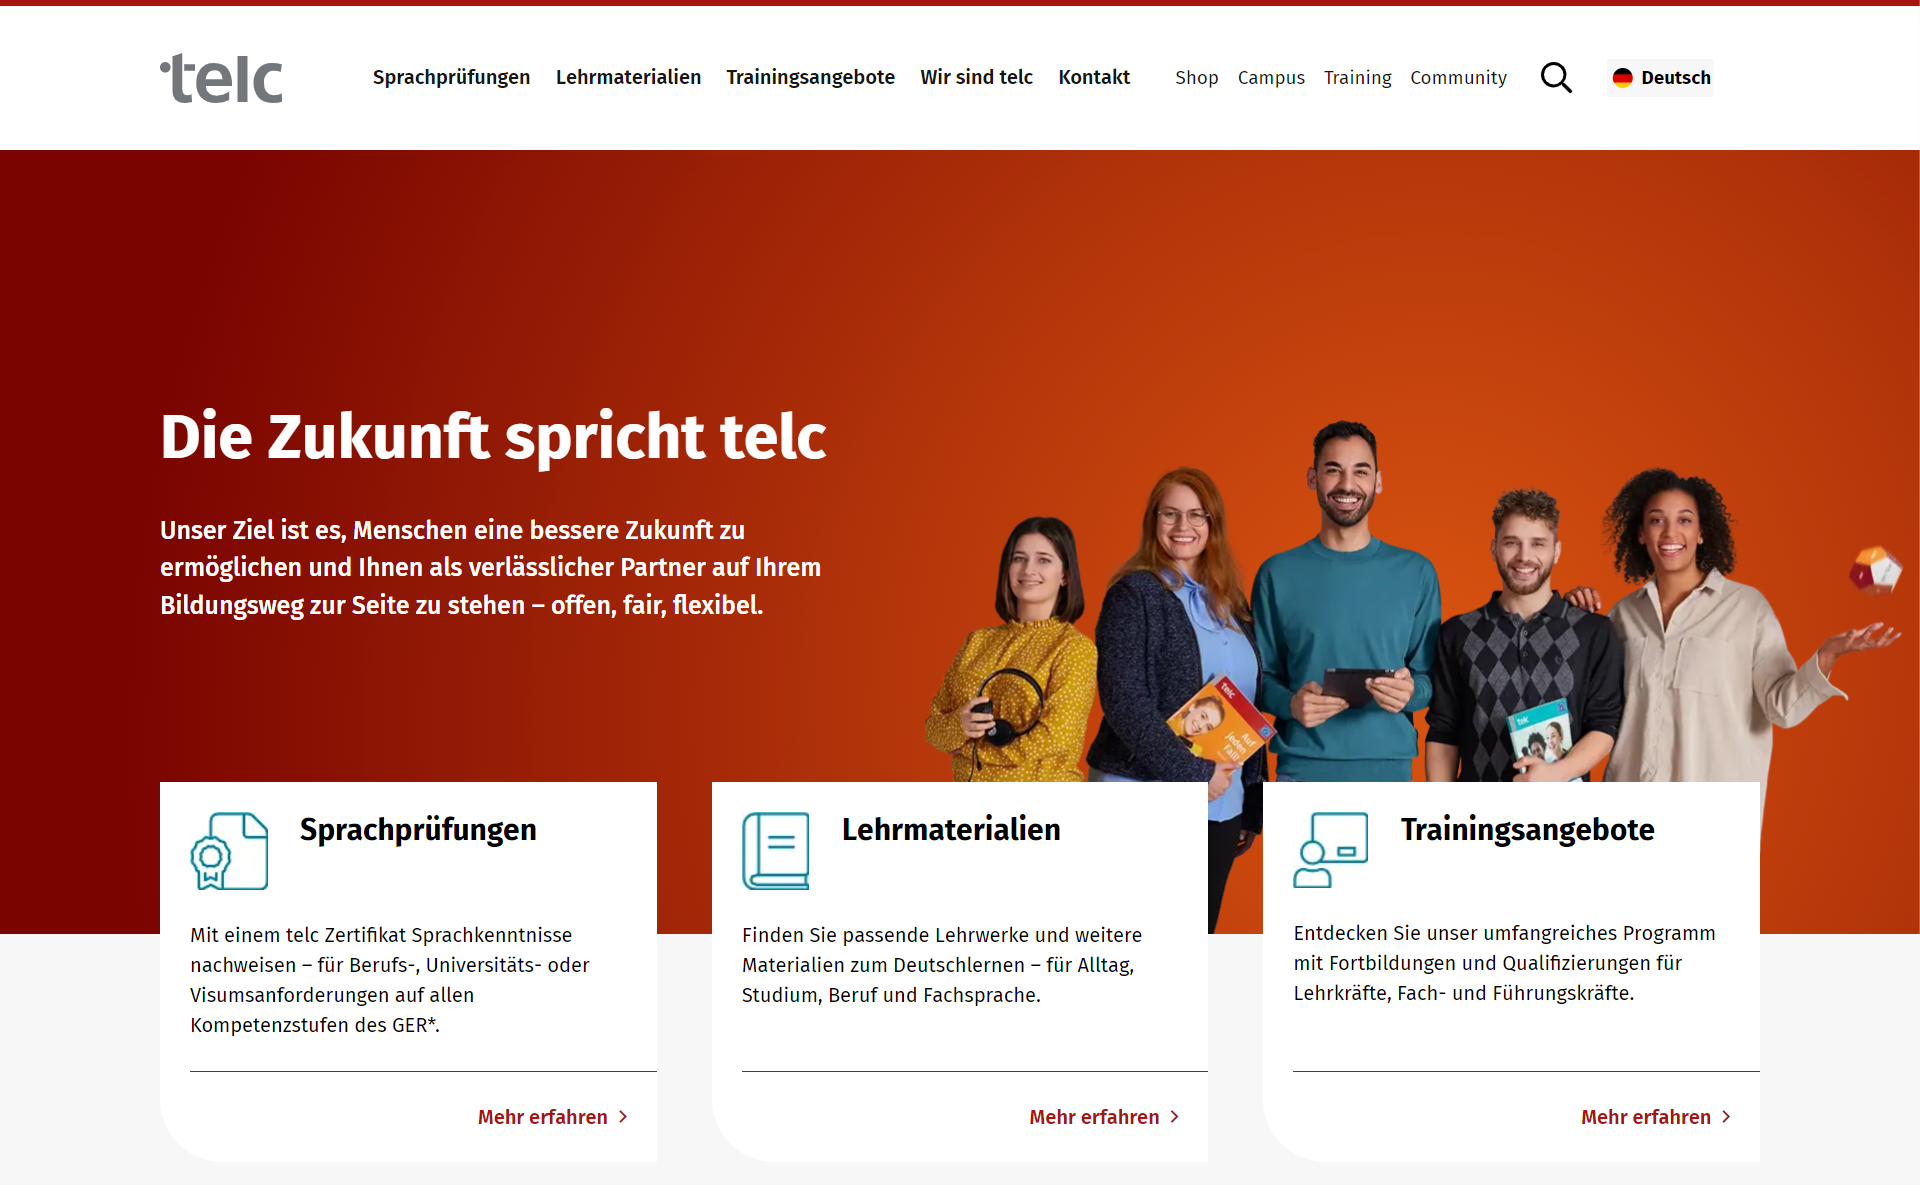 telc
Sprachprüfungen Lehrmaterialien Trainingsangebote Wir sind telc Kontakt Shop Campus Training Community Deutsch
Die Zukunft spricht telc
Unser Ziel ist es, Menschen eine bessere Zukunft zu
ermöglichen und Ihnen als verlässlicher Partner auf Ihrem
Bildungsweg zur Seite zu stehen – offen, fair, flexibel.
telc
Auf
jeden
Fall!
telc
Sprachprüfungen
Mit einem telc Zertifikat Sprachkenntnisse
nachweisen – für Berufs-, Universitäts- oder
Visumsanforderungen auf allen
Kompetenzstufen des GER*.
Mehr erfahren
Lehrmaterialien
Finden Sie passende Lehrwerke und weitere
Materialien zum Deutschlernen – für Alltag,
Studium, Beruf und Fachsprache.
Mehr erfahren
Trainingsangebote
Entdecken Sie unser umfangreiches Programm
mit Fortbildungen und Qualifizierungen für
Lehrkräfte, Fach- und Führungskräfte.
Mehr erfahren